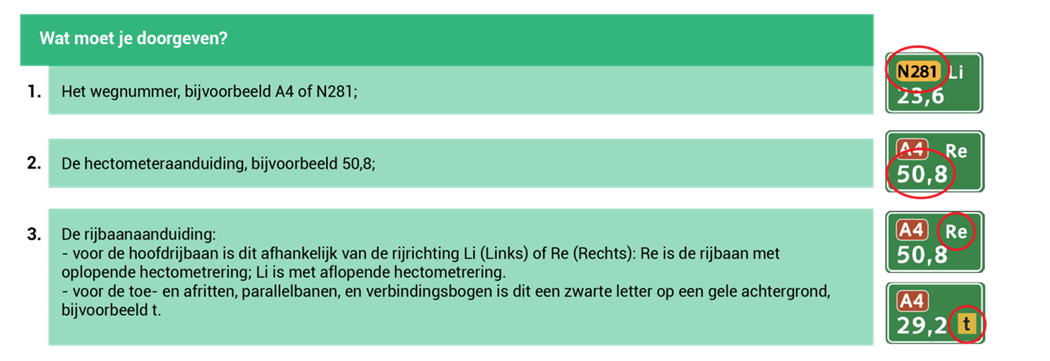 Wat moet je doorgeven?
1. Het wegnummer, bijvoorbeeld A4 of N281;
N281 Li
23,6
2. De hectometeraanduiding, bijvoorbeeld 50,8;
A4 Re
50,8
3. De rijbaanaanduiding:
- voor de hoofdrijbaan is dit afhankelijk van de rijrichting Li (Links) of Re (Rechts): Re is de rijbaan met
oplopende hectometrering; Li is met aflopende hectometrering.
- voor de toe- en afritten, parallelbanen, en verbindingsbogen is dit een zwarte letter op een gele achtergrond,
bijvoorbeeld t.
A4 Re
50,8
A4
29,2 t